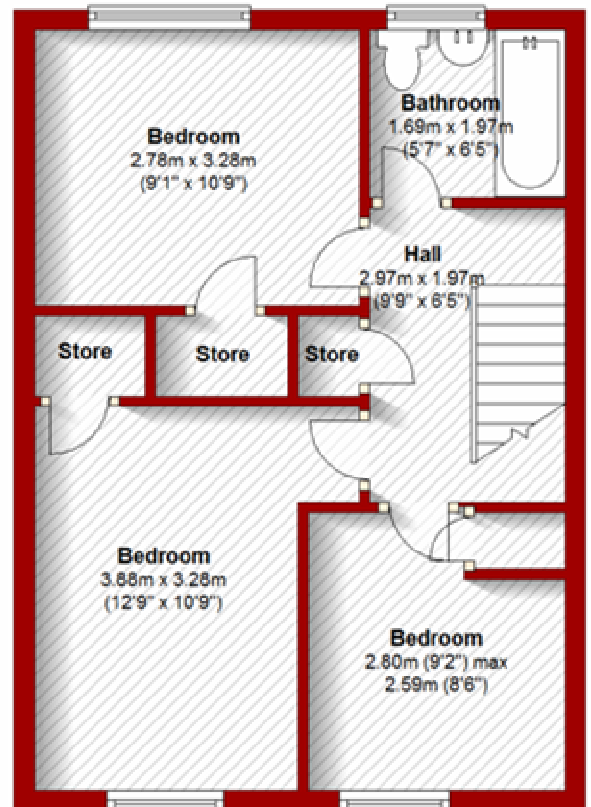 Bedroom
2.78m x 3.28m
(9'1" x 10'9")
Bathroom
1.69m x 1.97m
(5'7" x 6'5")
Hall
2.97m x 1.97m
(9'9" x 6'5")
Store
Store
Store
Bedroom
3.88m x 3.28m
(12'9" x 10'9")
Bedroom
2.80m (9'2") max
2.59m (8'6")